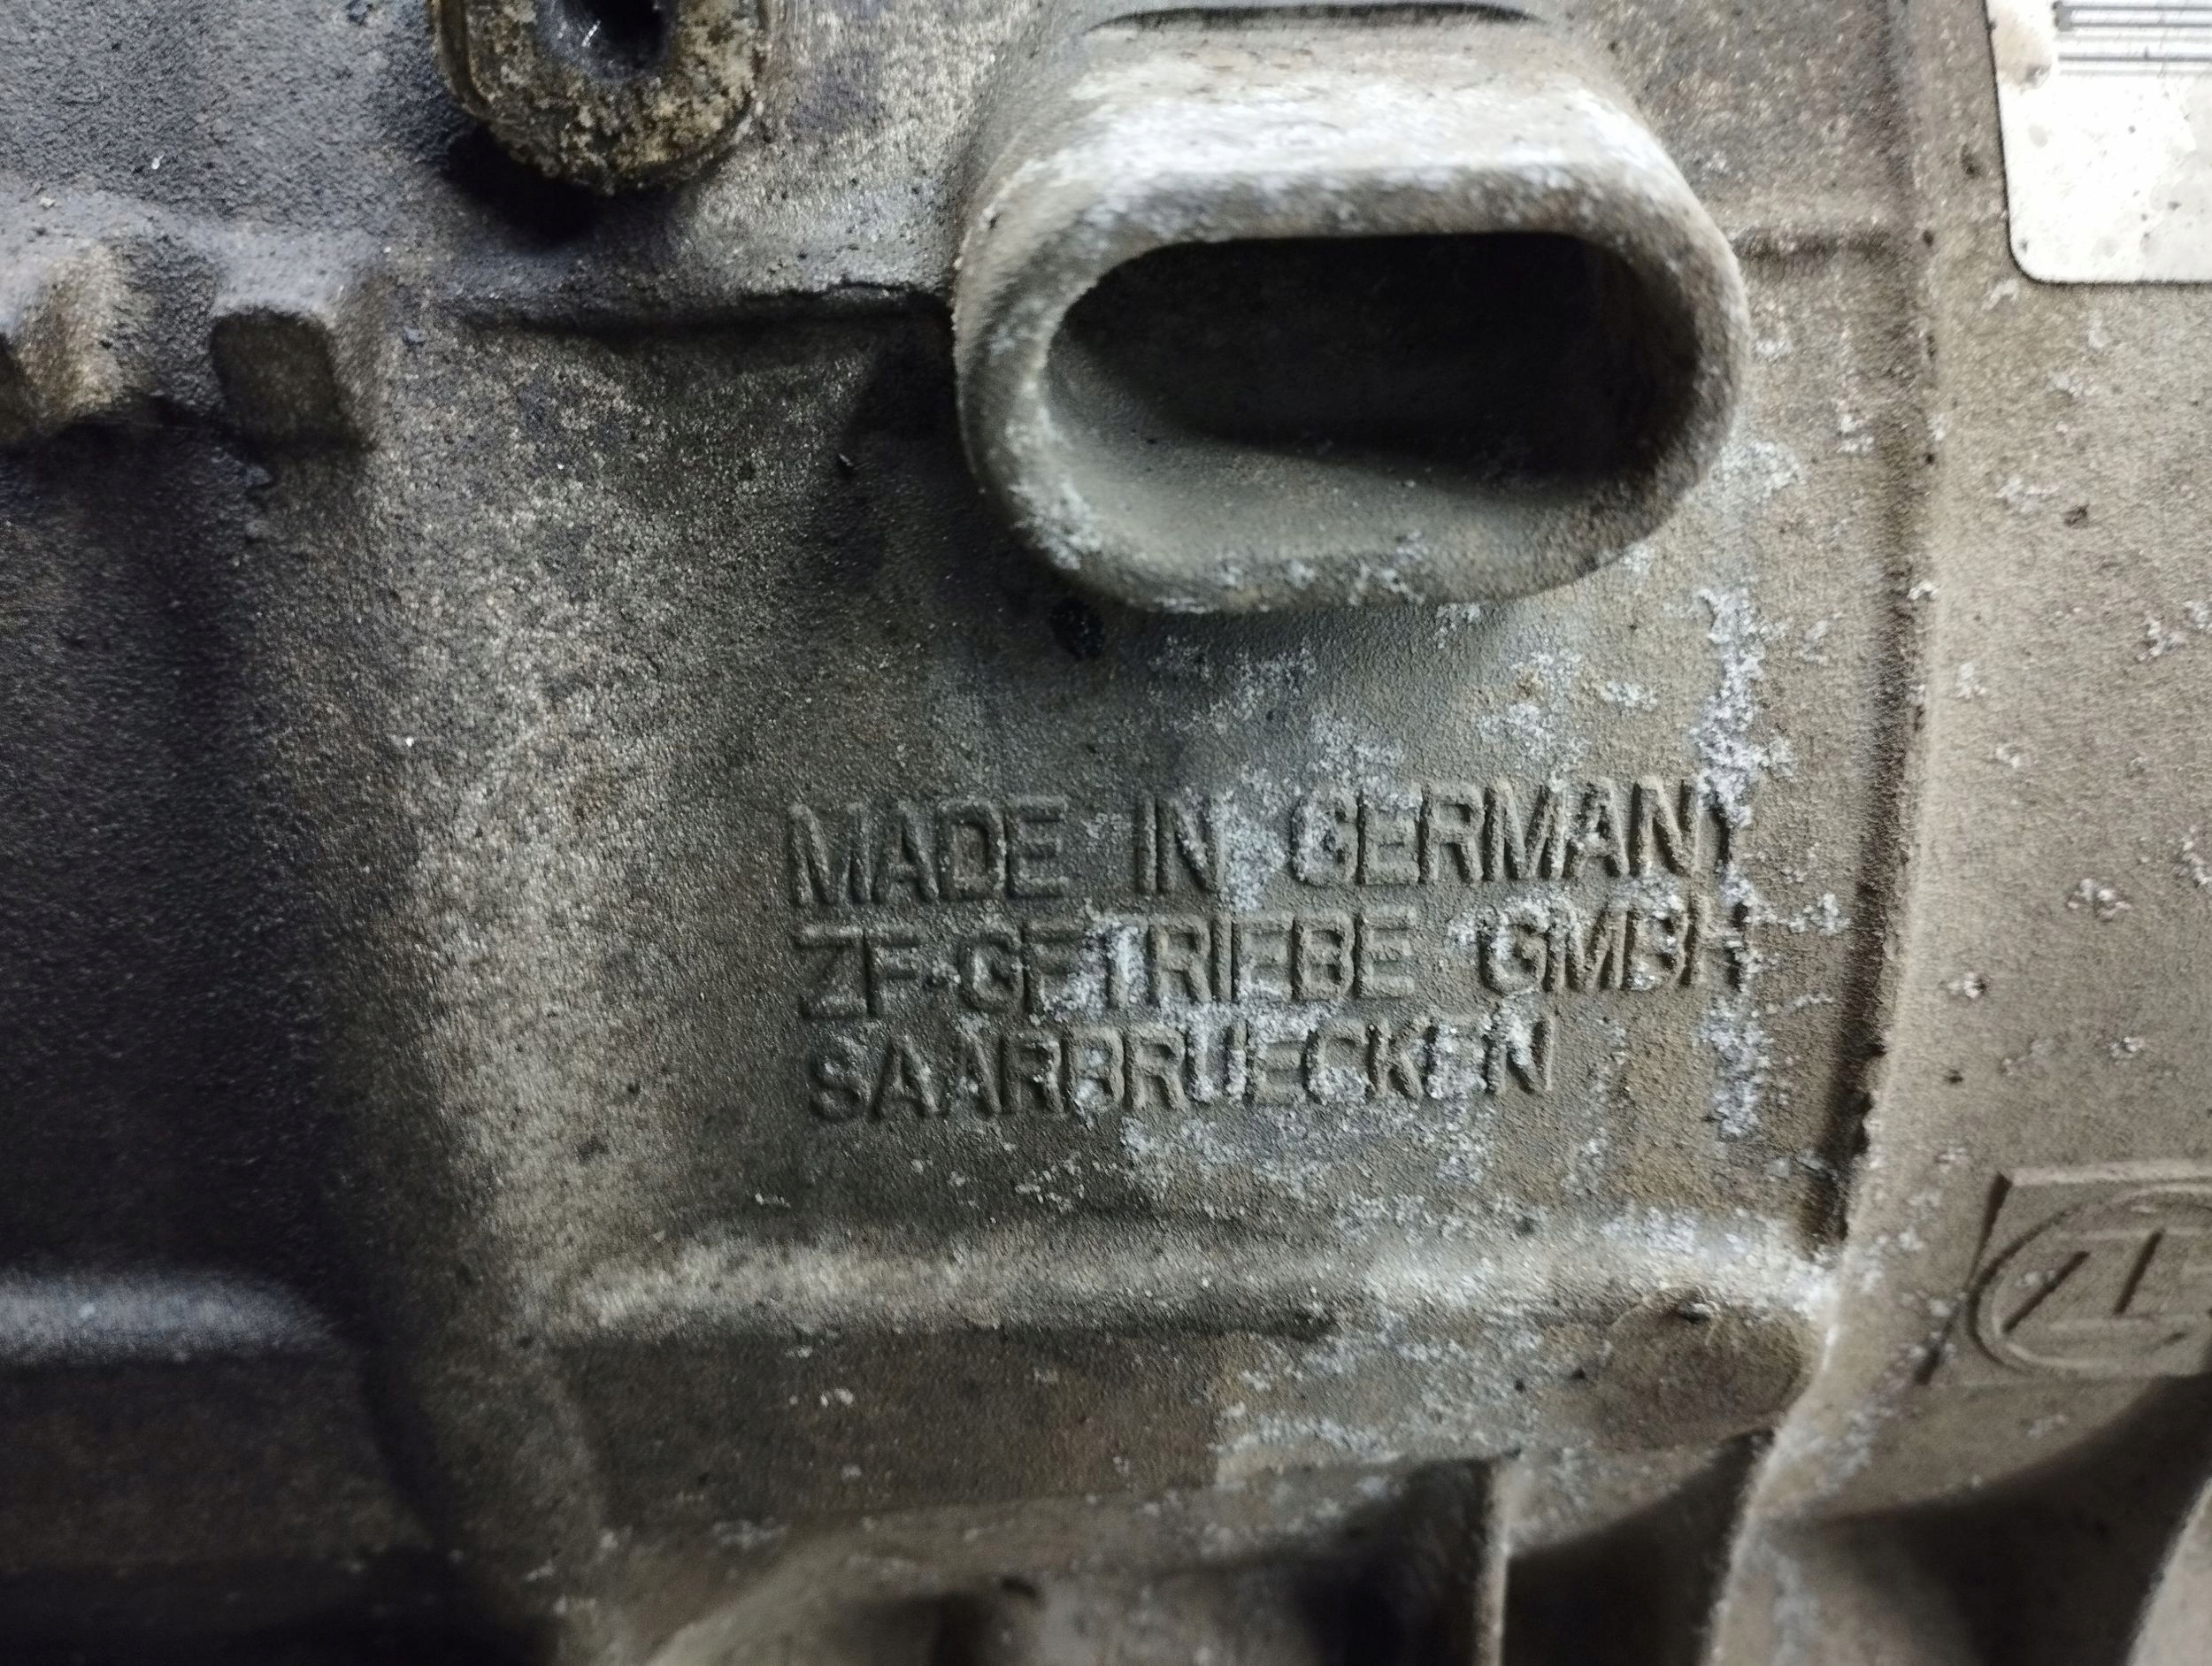 MADE IN GERMANY
ZF-GETRIEBE GMBH
SAARBRUECKEN